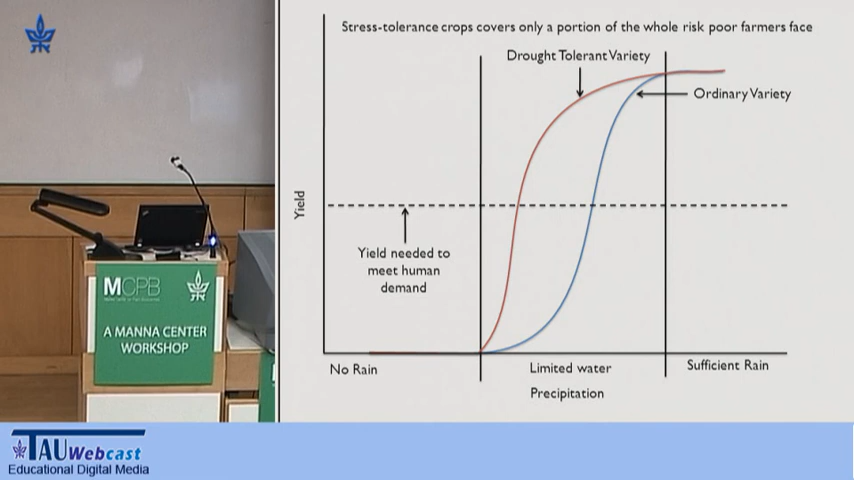 Stress-tolerance crops covers only a portion of the whole risk poor farmers face
Drought Tolerant Variety
Ordinary Variety
Yield
Yield needed to
meet human
demand
No Rain
Limited water
Sufficient Rain
Precipitation
MCPB
A MANNA CENTER
WORKSHOP
TAU Webcast
Educational Digital Media